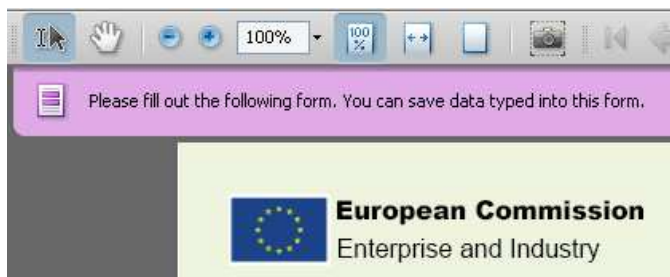 100%
100
%
Please fill out the following form. You can save data typed into this form.
European Commission
Enterprise and Industry